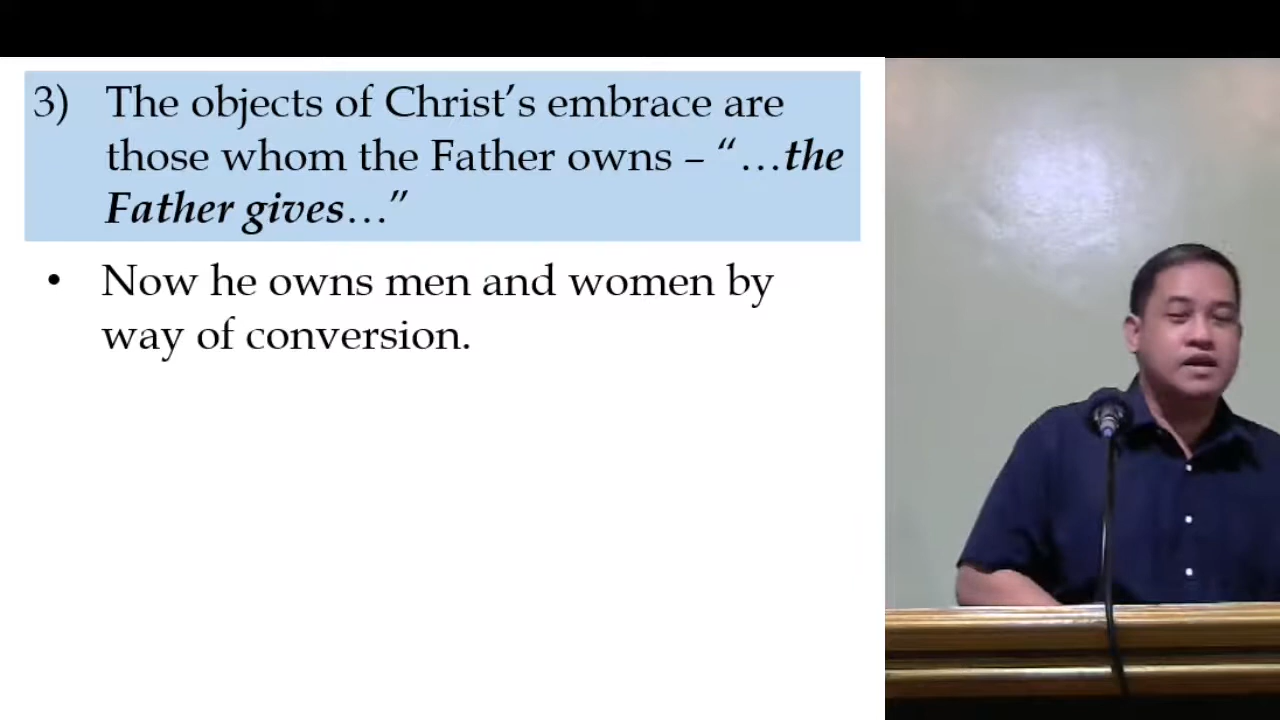 3) The objects of Christ’s embrace are
those whom the Father owns – “…the
Father gives…”
• Now he owns men and women by
way of conversion.